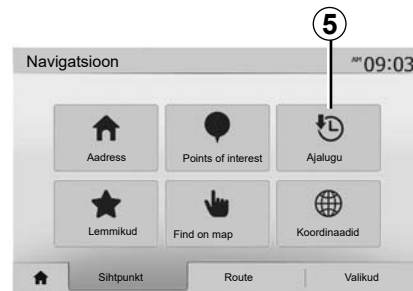 5
Navigatsioon
AM 09:03
Aadress
Points of interest
Ajalugu
Lemmikud
Find on map
Koordinaadid
Sihtpunkt
Route
Valikud